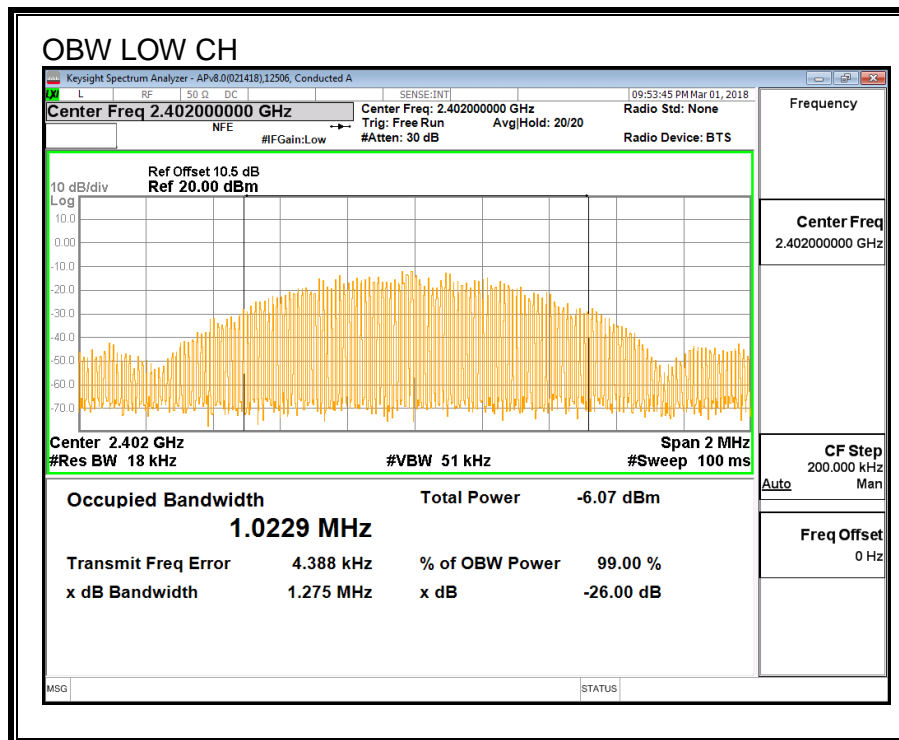 OBW LOW CH
Keysight Spectrum Analyzer - APv8.0(021418),12506, Conducted A
LXI L RF 50 Ω DC SENSE:INT 09:53:45 PM Mar 01, 2018
Center Freq 2.402000000 GHz Center Freq: 2.402000000 GHz Radio Std: None
NFE Trig: Free Run Avg|Hold: 20/20
#IFGain:Low #Atten: 30 dB Radio Device: BTS
Frequency
Ref Offset 10.5 dB
10 dB/div Ref 20.00 dBm
Log
10.0
0.00
-10.0
-20.0
-30.0
-40.0
-50.0
-60.0
-70.0
Center 2.402 GHz Span 2 MHz
#Res BW 18 kHz #VBW 51 kHz #Sweep 100 ms
Center Freq
2.402000000 GHz
CF Step
200.000 kHz
Auto Man
Freq Offset
0 Hz
Occupied Bandwidth Total Power -6.07 dBm
1.0229 MHz
Transmit Freq Error 4.388 kHz % of OBW Power 99.00 %
x dB Bandwidth 1.275 MHz x dB -26.00 dB
MSG STATUS